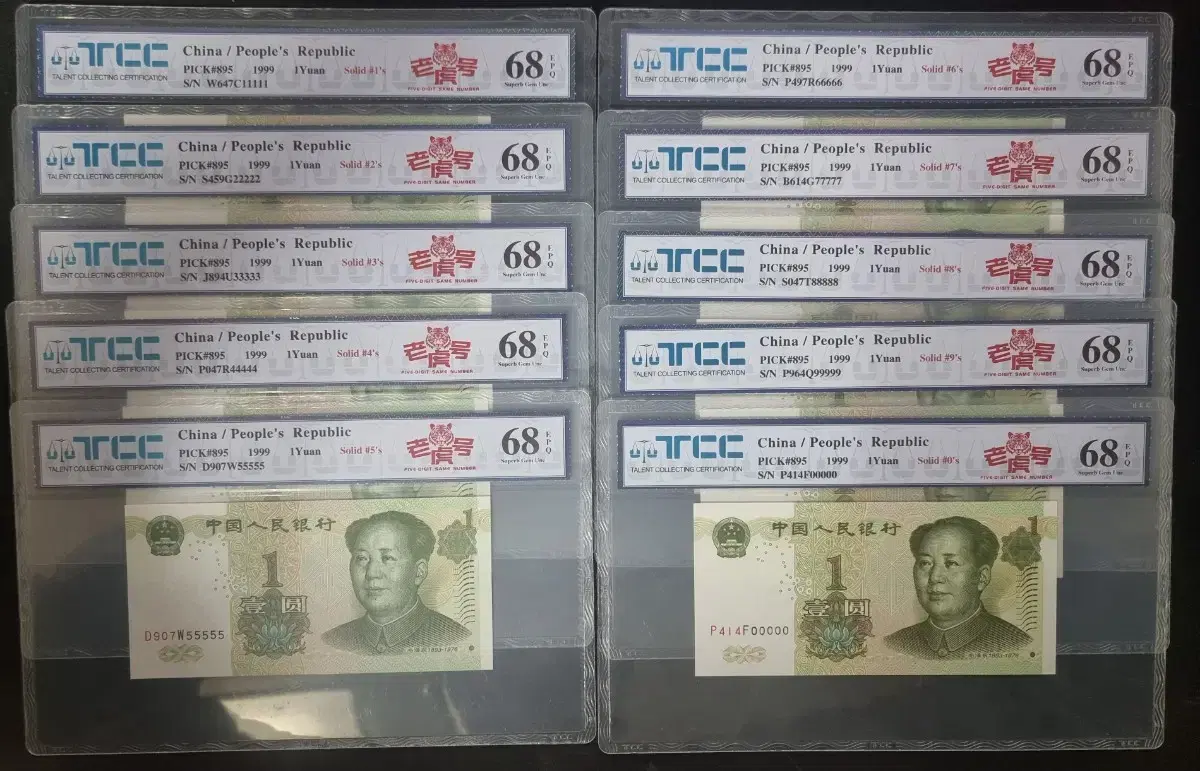 TCC
TALENT COLLECTING CERTIFICATION
China / People's Republic
PICK#895 1999 1Yuan Solid #1's
S/N W647C11111
老虎号
FIVE-DIGIT SAME NUMBER
68 EPQ
Superb Gem Unc
TCC
TALENT COLLECTING CERTIFICATION
China / People's Republic
PICK#895 1999 1Yuan Solid #2's
S/N S459G22222
老虎号
FIVE-DIGIT SAME NUMBER
68 EPQ
Superb Gem Unc
TCC
TALENT COLLECTING CERTIFICATION
China / People's Republic
PICK#895 1999 1Yuan Solid #3's
S/N J894U33333
老虎号
FIVE-DIGIT SAME NUMBER
68 EPQ
Superb Gem Unc
TCC
TALENT COLLECTING CERTIFICATION
China / People's Republic
PICK#895 1999 1Yuan Solid #4's
S/N P047R44444
老虎号
FIVE-DIGIT SAME NUMBER
68 EPQ
Superb Gem Unc
TCC
TALENT COLLECTING CERTIFICATION
China / People's Republic
PICK#895 1999 1Yuan Solid #5's
S/N D907W55555
老虎号
FIVE-DIGIT SAME NUMBER
68 EPQ
Superb Gem Unc
中国人民银行
1
1
壹圆
D907W55555
1893-1976
TCC
TALENT COLLECTING CERTIFICATION
China / People's Republic
PICK#895 1999 1Yuan Solid #6's
S/N P497R66666
老虎号
FIVE-DIGIT SAME NUMBER
68 EPQ
Superb Gem Unc
TCC
TALENT COLLECTING CERTIFICATION
China / People's Republic
PICK#895 1999 1Yuan Solid #7's
S/N B614G77777
老虎号
FIVE-DIGIT SAME NUMBER
68 EPQ
Superb Gem Unc
TCC
TALENT COLLECTING CERTIFICATION
China / People's Republic
PICK#895 1999 1Yuan Solid #8's
S/N S047T88888
老虎号
FIVE-DIGIT SAME NUMBER
68 EPQ
Superb Gem Unc
TCC
TALENT COLLECTING CERTIFICATION
China / People's Republic
PICK#895 1999 1Yuan Solid #9's
S/N P964Q99999
老虎号
FIVE-DIGIT SAME NUMBER
68 EPQ
Superb Gem Unc
TCC
TALENT COLLECTING CERTIFICATION
China / People's Republic
PICK#895 1999 1Yuan Solid #0's
S/N P414F00000
老虎号
FIVE-DIGIT SAME NUMBER
68 EPQ
Superb Gem Unc
中国人民银行
1
1
壹圆
P414F00000
1893-1976